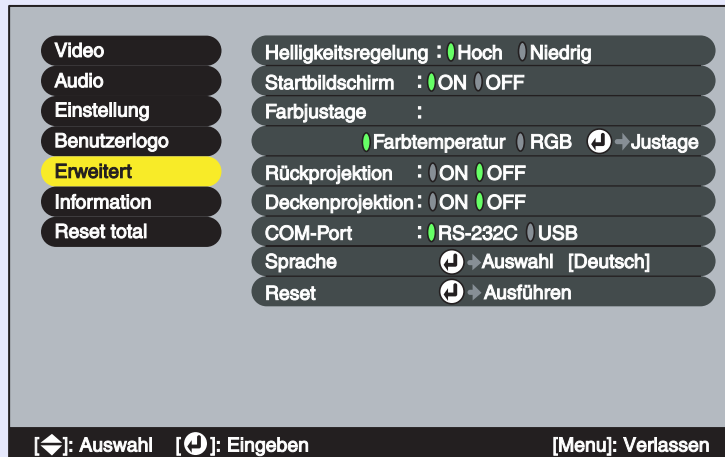 Video
Audio
Einstellung
Benutzerlogo
Erweitert
Information
Reset total
Helligkeitsregelung : Hoch Niedrig
Startbildschirm : ON OFF
Farbjustage :
Farbtemperatur RGB Justage
Rückprojektion : ON OFF
Deckenprojektion : ON OFF
COM-Port : RS-232C USB
Sprache Auswahl [Deutsch]
Reset Ausführen
[ ]: Auswahl [ ]: Eingeben [Menu]: Verlassen